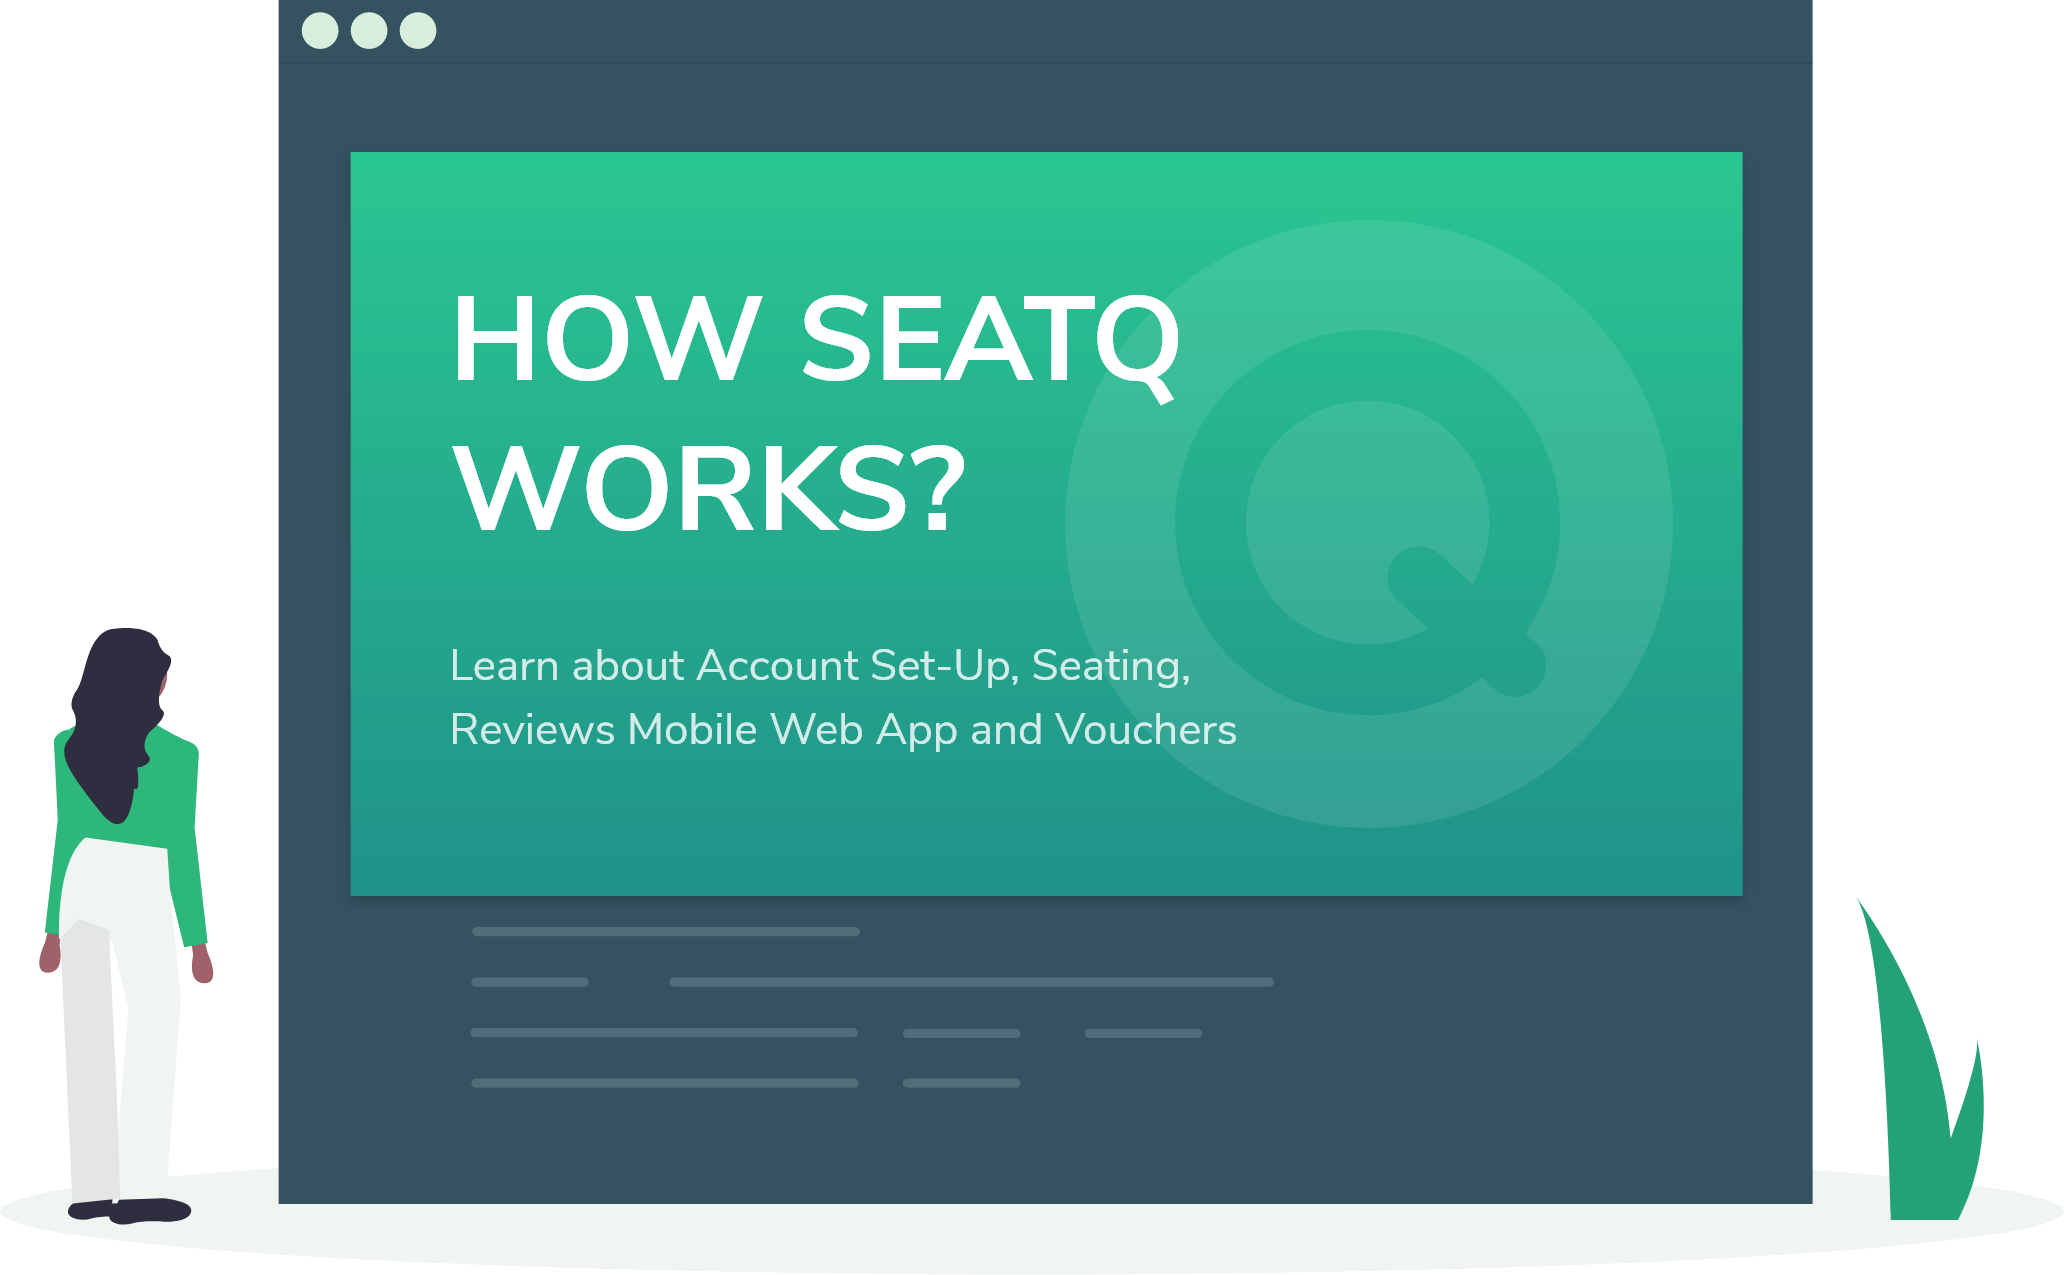 HOW SEATQ
WORKS?
Learn about Account Set-Up, Seating,
Reviews Mobile Web App and Vouchers